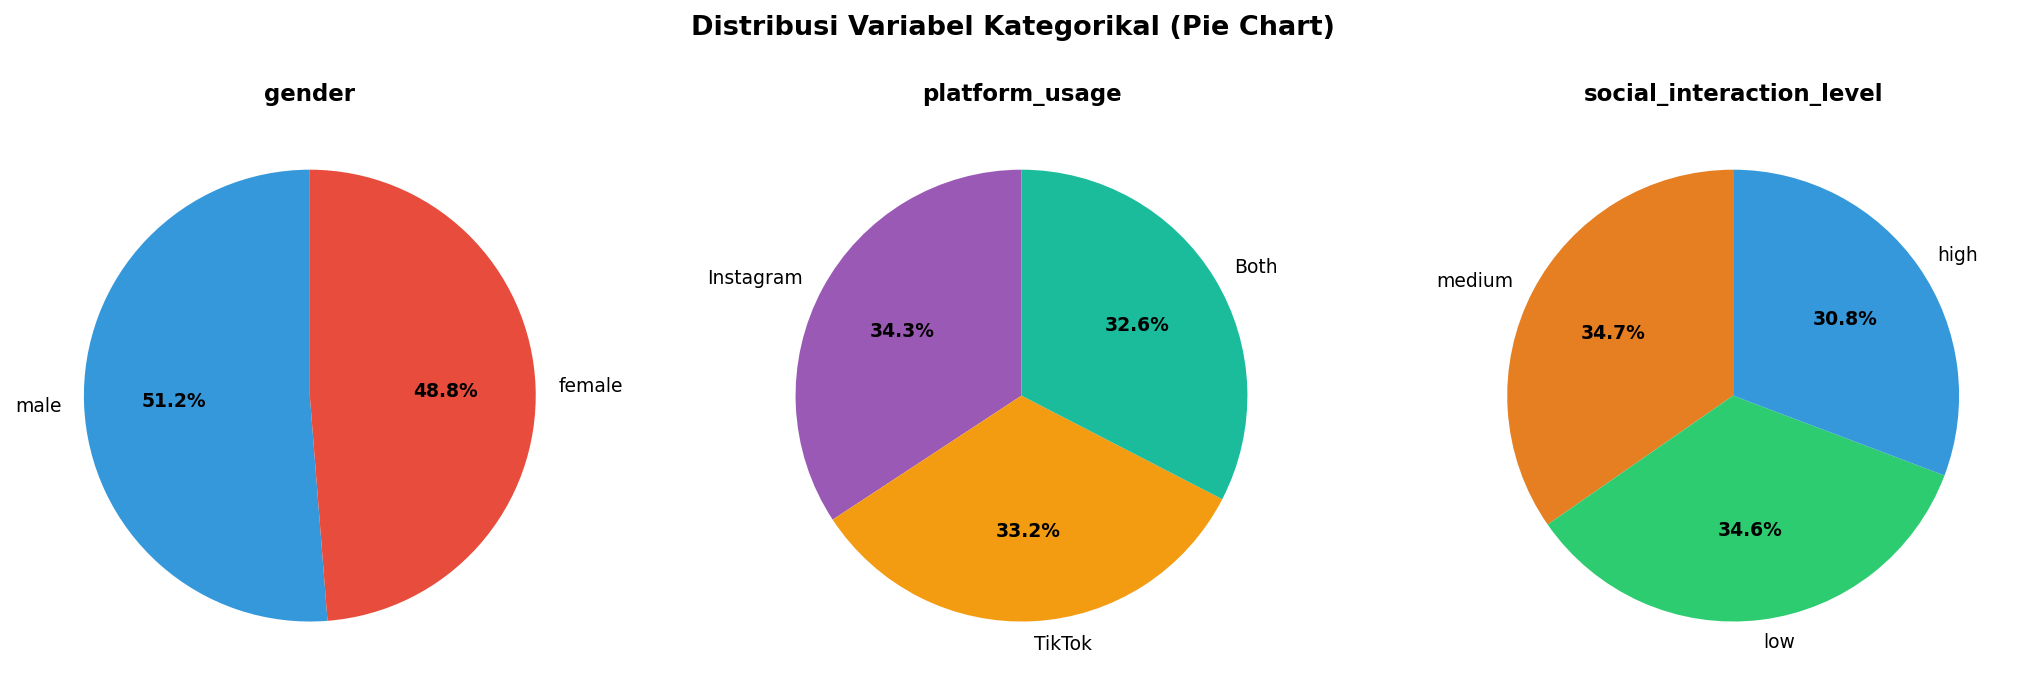 Distribusi Variabel Kategorikal (Pie Chart)
gender
male
51.2%
48.8%
female
platform_usage
Instagram
34.3%
Both
32.6%
33.2%
TikTok
social_interaction_level
medium
34.7%
high
30.8%
34.6%
low